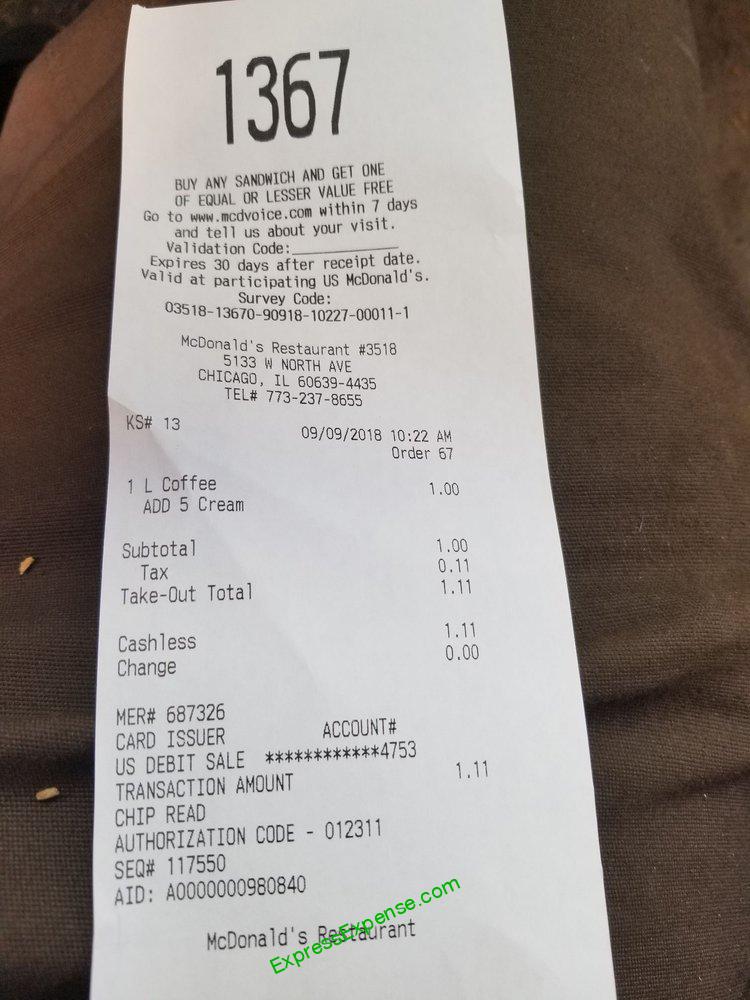 1367
BUY ANY SANDWICH AND GET ONE
OF EQUAL OR LESSER VALUE FREE
Go to www.mcdvoice.com within 7 days
and tell us about your visit.
Validation Code:____________
Expires 30 days after receipt date.
Valid at participating US McDonald's.
Survey Code:
03518-13670-90918-10227-00011-1
McDonald's Restaurant #3518
5133 W NORTH AVE
CHICAGO, IL 60639-4435
TEL# 773-237-8655
KS# 13
09/09/2018 10:22 AM
Order 67
1 L Coffee 1.00
ADD 5 Cream
Subtotal 1.00
Tax 0.11
Take-Out Total 1.11
Cashless 1.11
Change 0.00
MER# 687326
CARD ISSUER ACCOUNT#
US DEBIT SALE ************4753
TRANSACTION AMOUNT 1.11
CHIP READ
AUTHORIZATION CODE - 012311
SEQ# 117550
AID: A0000000980840
McDonald's Restaurant
ExpressExpense.com